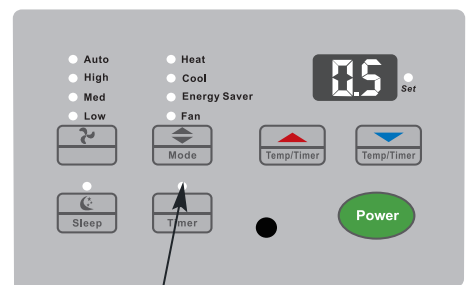 Auto
High
Med
Low
Heat
Cool
Energy Saver
Fan
0.5
Set
Mode
Temp/Timer
Temp/Timer
Sleep
Timer
Power